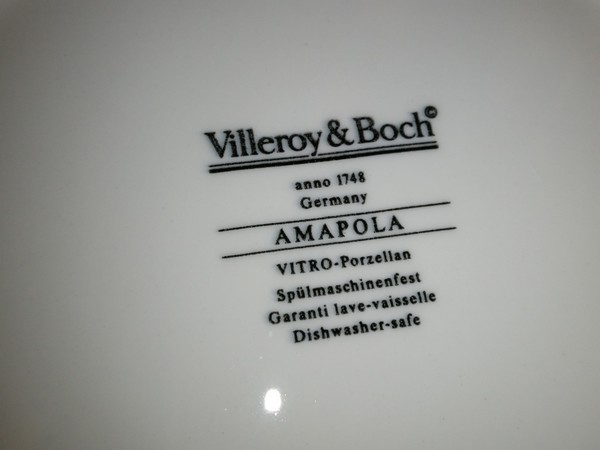 Villeroy & Boch©
anno 1748
Germany
AMAPOLA
VITRO-Porzellan
Spülmaschinenfest
Garanti lave-vaisselle
Dishwasher-safe